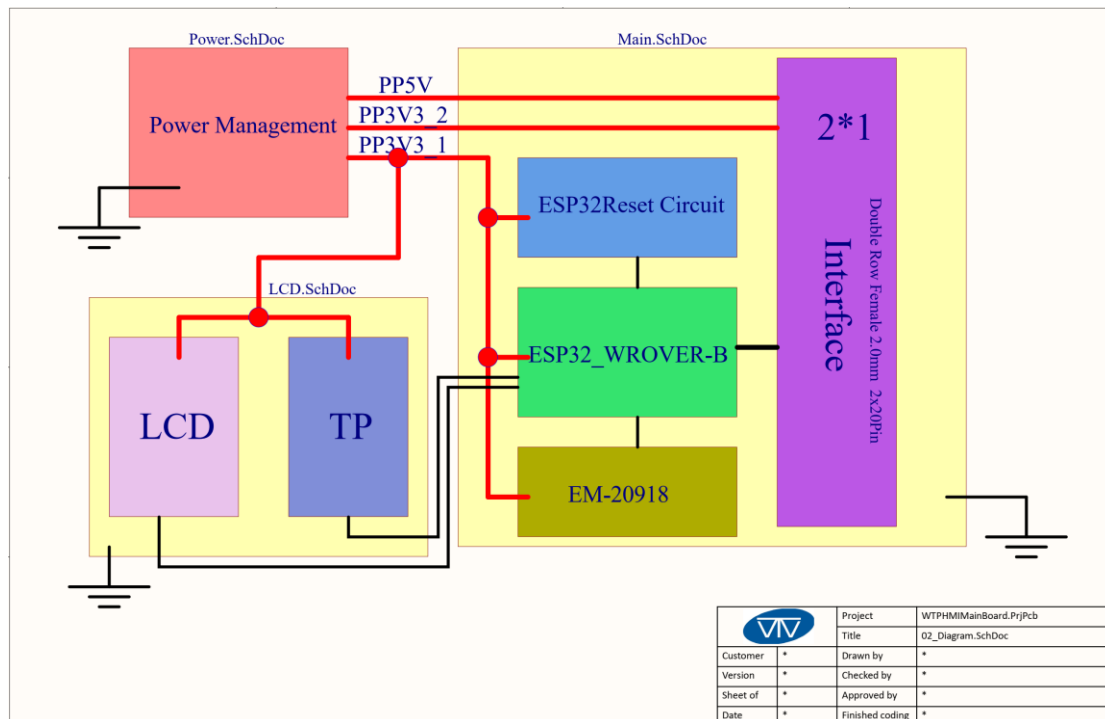 Power.SchDoc
Main.SchDoc
Power Management
PP5V
PP3V3_2
PP3V3_1
2*1
Interface
Double Row Female 2.0mm 2x20Pin
ESP32Reset Circuit
ESP32_WROVER-B
EM-20918
LCD.SchDoc
LCD
TP
Project WTPHMIMainBoard.PrjPcb
Title 02_Diagram.SchDoc
Customer * Drawn by *
Version * Checked by *
Sheet of * Approved by *
Date * Finished coding *